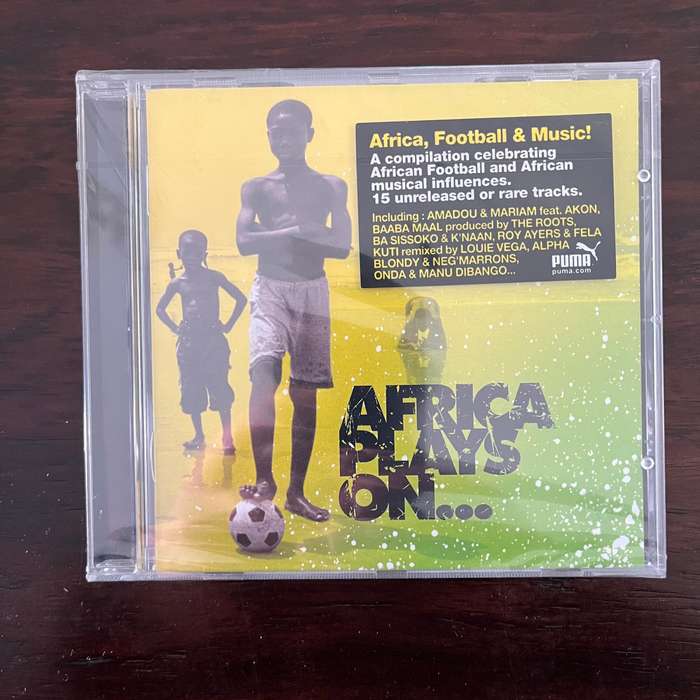 Africa, Football & Music!
A compilation celebrating
African Football and African
musical influences.
15 unreleased or rare tracks.
Including : AMADOU & MARIAM feat. AKON,
BAABA MAAL produced by THE ROOTS,
BA SISSOKO & K'NAAN, ROY AYERS & FELA
KUTI remixed by LOUIE VEGA, ALPHA
BLONDY & NEG'MARRONS,
ONDA & MANU DIBANGO...
PUMA
puma.com
AFRICA
PLAYS
ON...